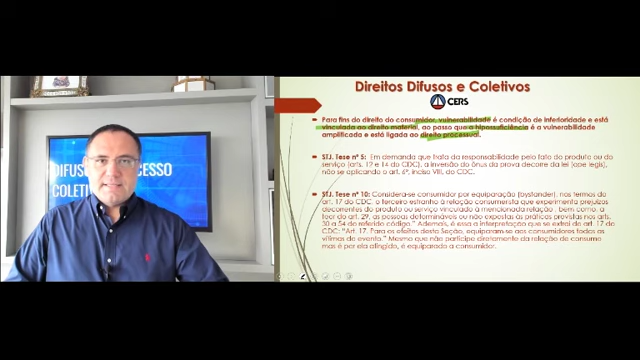 DIFUSO
CESSO
COLETIV
Direitos Difusos e Coletivos
CERS
Para fins do direito do consumidor, vulnerabilidade é condição de inferioridade e está
vinculada ao direito material, ao passo que a hipossuficiência é a vulnerabilidade
amplificada e está ligada ao direito processual.
STJ. Tese nº 5: Em demanda que trata da responsabilidade pelo fato do produto ou do
serviço (arts. 12 e 14 do CDC), a inversão do ônus da prova decorre da lei (ope legis),
não se aplicando o art. 6º, inciso VIII, do CDC.
STJ. Tese nº 10: Considera-se consumidor por equiparação (bystander), nos termos do
art. 17 do CDC, o terceiro estranho à relação consumerista que experimenta prejuízos
decorrentes do produto ou serviço vinculado à mencionada relação, bem como, a
teor do art. 29, as pessoas determináveis ou não expostas às práticas previstas nos arts.
30 a 54 do referido código." Ademais, é essa a interpretação que se extrai do art. 17 do
CDC: "Art. 17. Para os efeitos desta Seção, equiparam-se aos consumidores todas as
vítimas do evento." Mesmo que não participe diretamente da relação de consumo
mas é por ela atingido, é equiparado a consumidor.